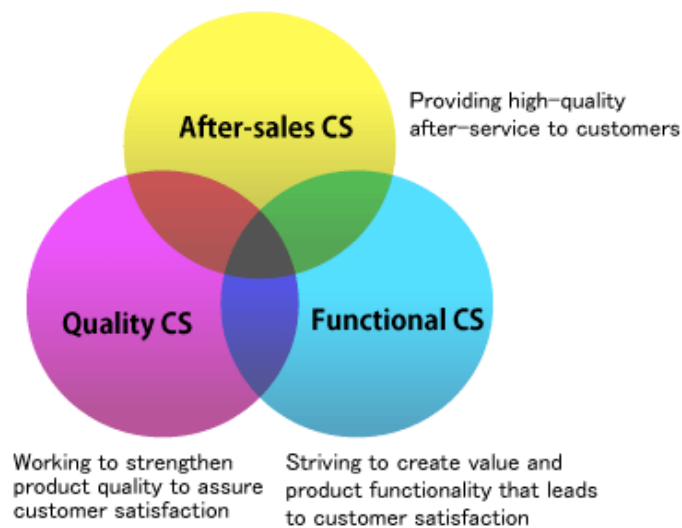 After-sales CS
Providing high-quality
after-service to customers
Quality CS
Functional CS
Working to strengthen
product quality to assure
customer satisfaction
Striving to create value and
product functionality that leads
to customer satisfaction